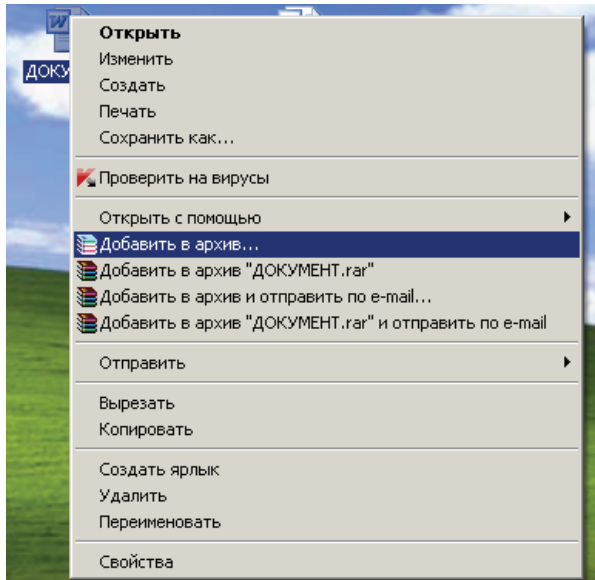 ДОКУ
Открыть
Изменить
Создать
Печать
Сохранить как...
Проверить на вирусы
Открыть с помощью
Добавить в архив...
Добавить в архив "ДОКУМЕНТ.rar"
Добавить в архив и отправить по e-mail...
Добавить в архив "ДОКУМЕНТ.rar" и отправить по e-mail
Отправить
Вырезать
Копировать
Создать ярлык
Удалить
Переименовать
Свойства